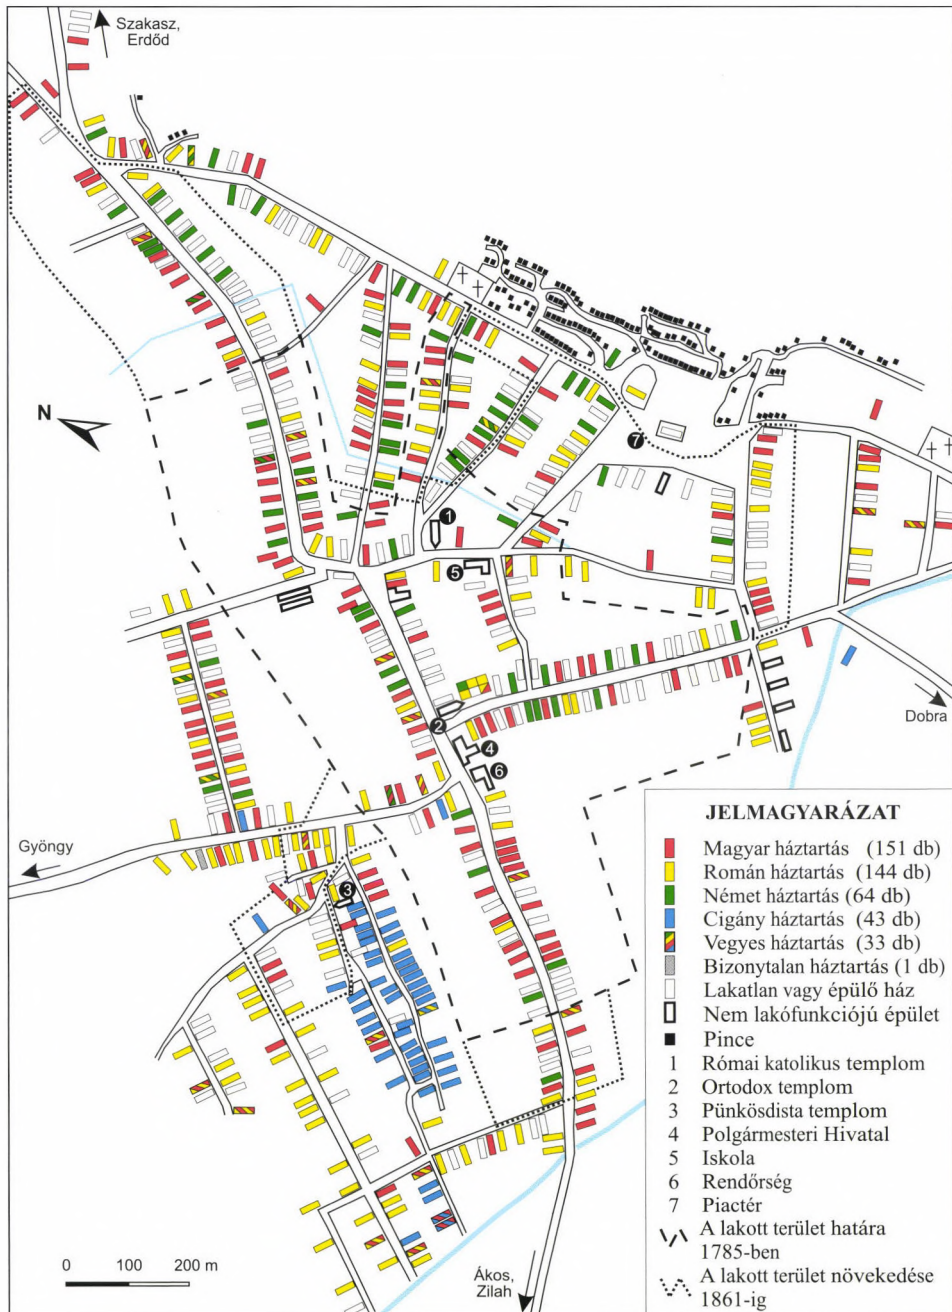 Szakasz,
Erdőd
N
7
1
5
2
4
6
Dobra
Gyöngy
3
0 100 200 m
Ákos,
Zilah
JELMAGYARÁZAT
Magyar háztartás (151 db)
Román háztartás (144 db)
Német háztartás (64 db)
Cigány háztartás (43 db)
Vegyes háztartás (33 db)
Bizonytalan háztartás (1 db)
Lakatlan vagy épülő ház
Nem lakófunkciójú épület
Pince
1 Római katolikus templom
2 Ortodox templom
3 Pünkösdista templom
4 Polgármesteri Hivatal
5 Iskola
6 Rendőrség
7 Piactér
A lakott terület határa
1785-ben
A lakott terület növekedése
1861-ig